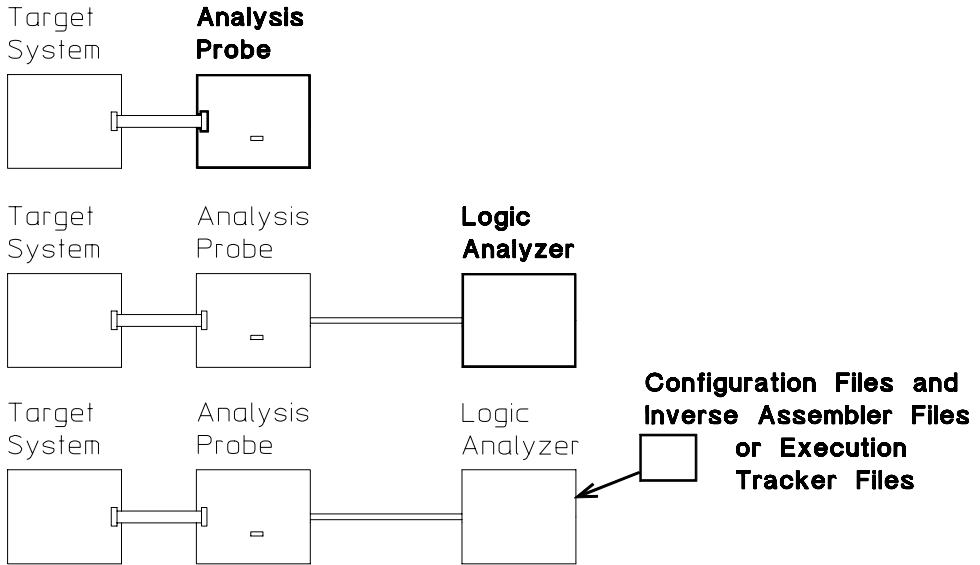 Target
System
Analysis
Probe
Target
System
Analysis
Probe
Logic
Analyzer
Target
System
Analysis
Probe
Logic
Analyzer
Configuration Files and
Inverse Assembler Files
or Execution
Tracker Files